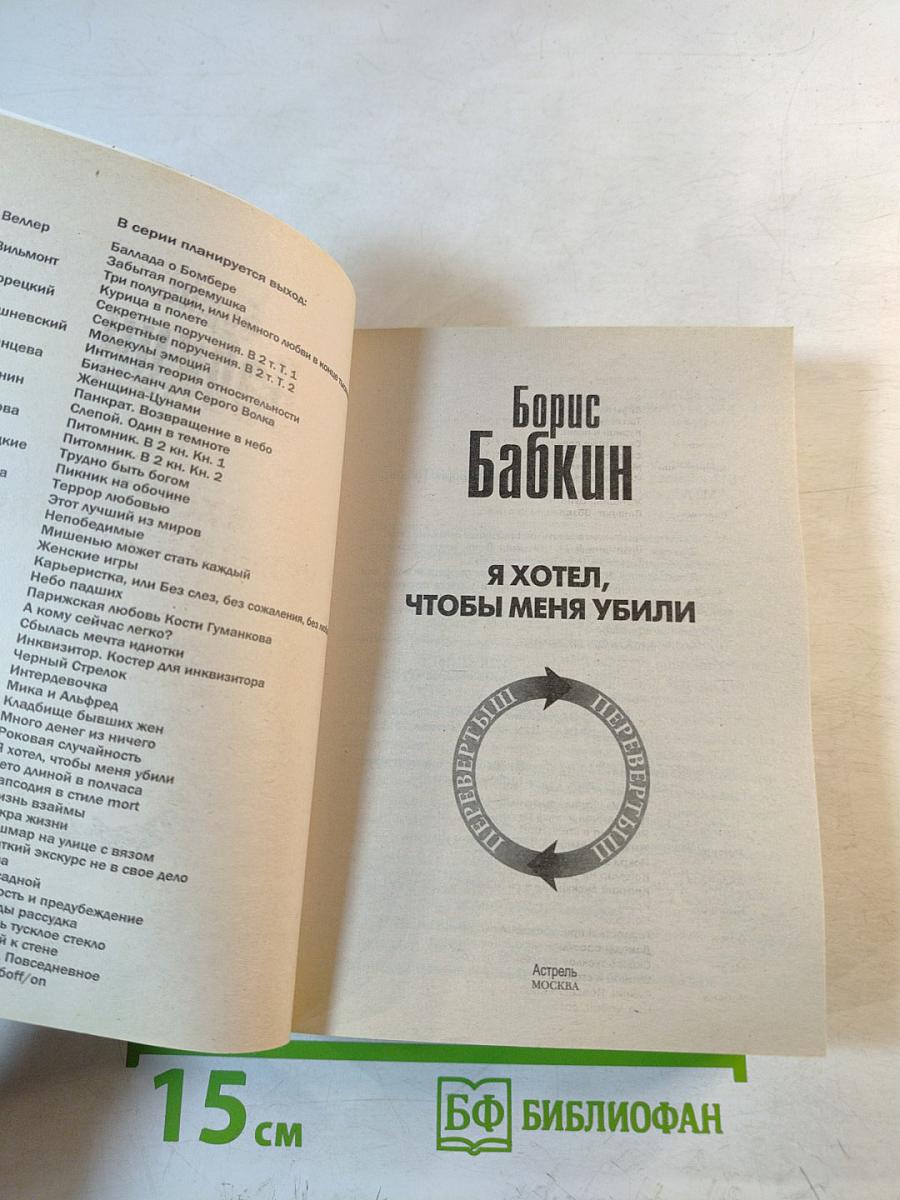 Веллер
Вильмонт
В серии планируется выход:
Баллада о Бомбере
Забытая погремушка
Три полуграции, или Немного любви в конце
Курица в полете
Секретные поручения. В 2 т. Т. 1
Секретные поручения. В 2 т. Т. 2
Молекулы эмоций
Интимная теория относительности
Бизнес-ланч для Серого Волка
Женщина-Цунами
Панкрат. Возвращение в небо
Слепой. Один в темноте
Питомник. В 2 кн. Кн. 1
Питомник. В 2 кн. Кн. 2
Трудно быть богом
Пикник на обочине
Террор любовью
Этот лучший из миров
Непобедимые
Мишенью может стать каждый
Женские игры
Карьеристка, или Без слез, без сожаления, без
Небо падших
Парижская любовь Кости Гуманкова
А кому сейчас легко?
Сбылась мечта идиотки
Инквизитор. Костер для инквизитора
Черный Стрелок
Интердевочка
Мика и Альфред
Кладбище бывших жен
Много денег из ничего
Роковая случайность
Я хотел, чтобы меня убили
ето длиной в полчаса
апсодия в стиле mort
изнь взаймы
кра жизни
шмар на улице с вязом
ткий экскурс не в свое дело
на
садной
ость и предубеждение
ды рассудка
ь тусклое стекло
й к стене
Повседневное
бoff/on
Борис
Бабкин
Я ХОТЕЛ,
ЧТОБЫ МЕНЯ УБИЛИ
ПЕРЕВЕРТЫШ
ПЕРЕВЕРТЫШ
Астрель
МОСКВА
15 см
БФ БИБЛИОФАН